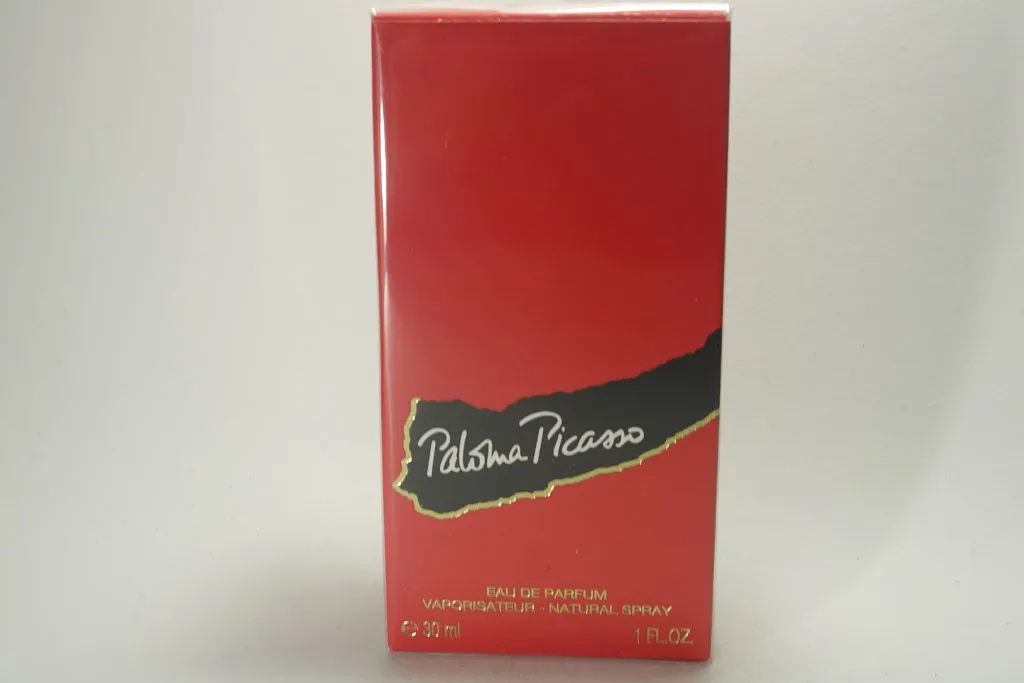 Paloma Picasso
EAU DE PARFUM
VAPORISATEUR - NATURAL SPRAY
℮ 30 ml 1 FL.OZ.